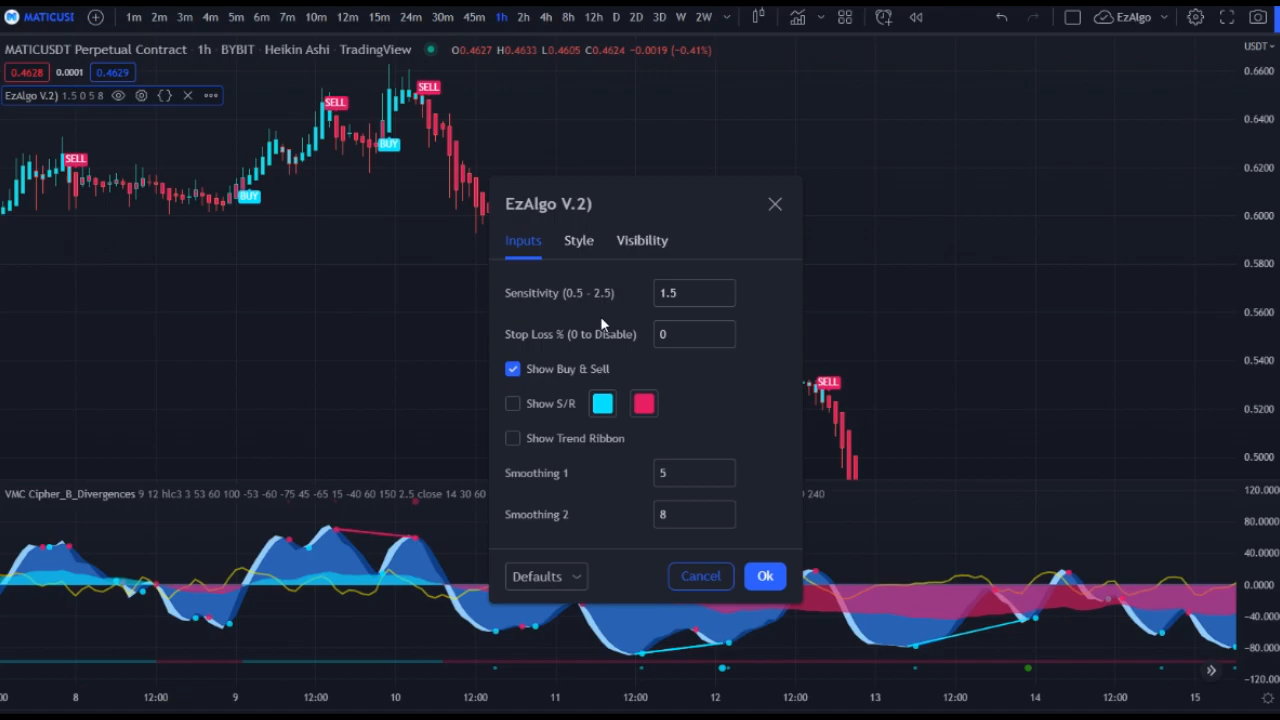 MATICUSI 1m 2m 3m 4m 5m 6m 7m 10m 12m 15m 24m 30m 45m 1h 2h 4h 8h 12h D 2D 3D W 2W EzAlgo
MATICUSDT Perpetual Contract · 1h · BYBIT · Heikin Ashi · TradingView O0.4627 H0.4633 L0.4605 C0.4624 −0.0019 (−0.41%)
USDT
0.4628 0.0001 0.4629
EzAlgo V.2) 1.5 0 5 8
SELL
SELL
SELL
BUY
BUY
SELL
0.6600
0.6400
0.6200
0.6000
0.5800
0.5600
0.5400
0.5200
0.5000
EzAlgo V.2)
Inputs Style Visibility
Sensitivity (0.5 - 2.5) 1.5
Stop Loss % (0 to Disable) 0
Show Buy & Sell
Show S/R
Show Trend Ribbon
Smoothing 1 5
Smoothing 2 8
Defaults Cancel Ok
VMC Cipher_B_Divergences 9 12 hlc3 3 53 60 100 -53 -60 -75 45 -65 15 -40 60 150 2.5 close 14 30 60 240
120.000
80.0000
40.0000
0.0000
−40.0000
−80.0000
−120.000
8 12:00 9 12:00 10 12:00 11 12:00 12 12:00 13 12:00 14 12:00 15